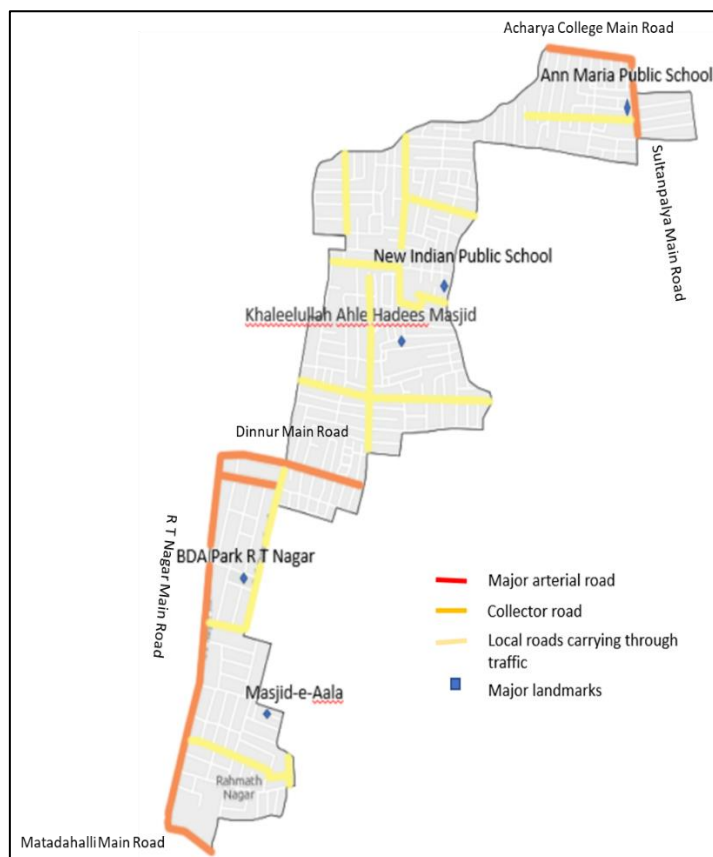 Acharya College Main Road
Ann Maria Public School
Sultanpalya Main Road
New Indian Public School
Khaleelullah Ahle Hadees Masjid
Dinnur Main Road
R T Nagar Main Road
BDA Park R T Nagar
Major arterial road
Collector road
Local roads carrying through
traffic
Major landmarks
Masjid-e-Aala
Rahmath
Nagar
Matadahalli Main Road